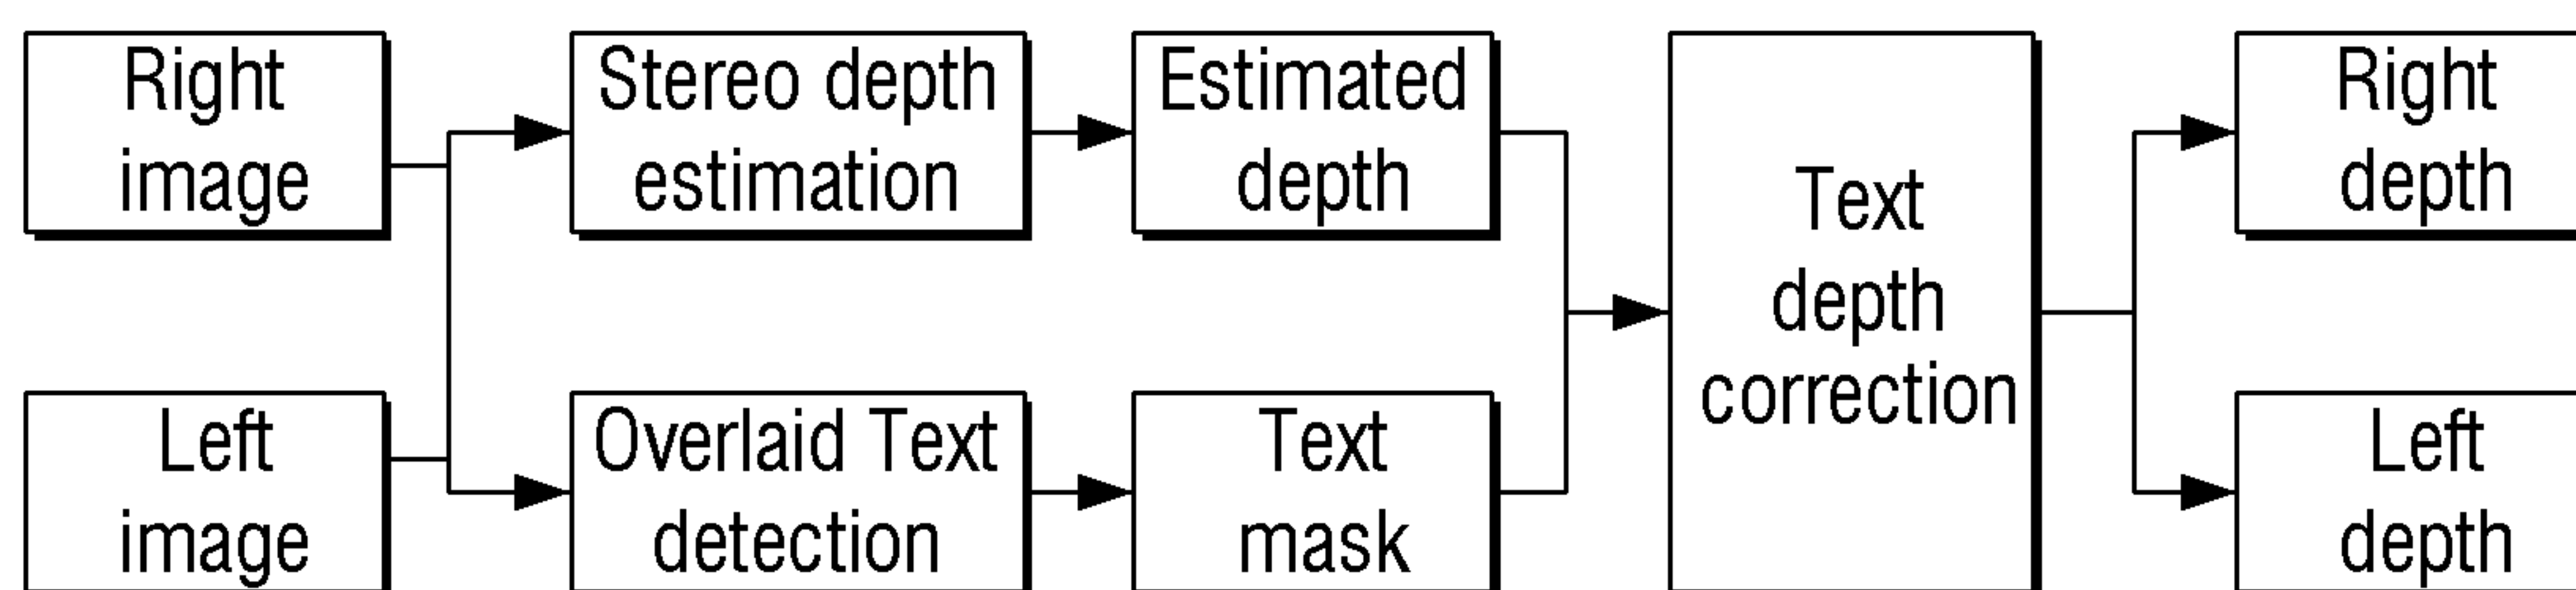 Right
image
Stereo depth
estimation
Estimated
depth
Text
depth
correction
Right
depth
Left
image
Overlaid Text
detection
Text
mask
Left
depth